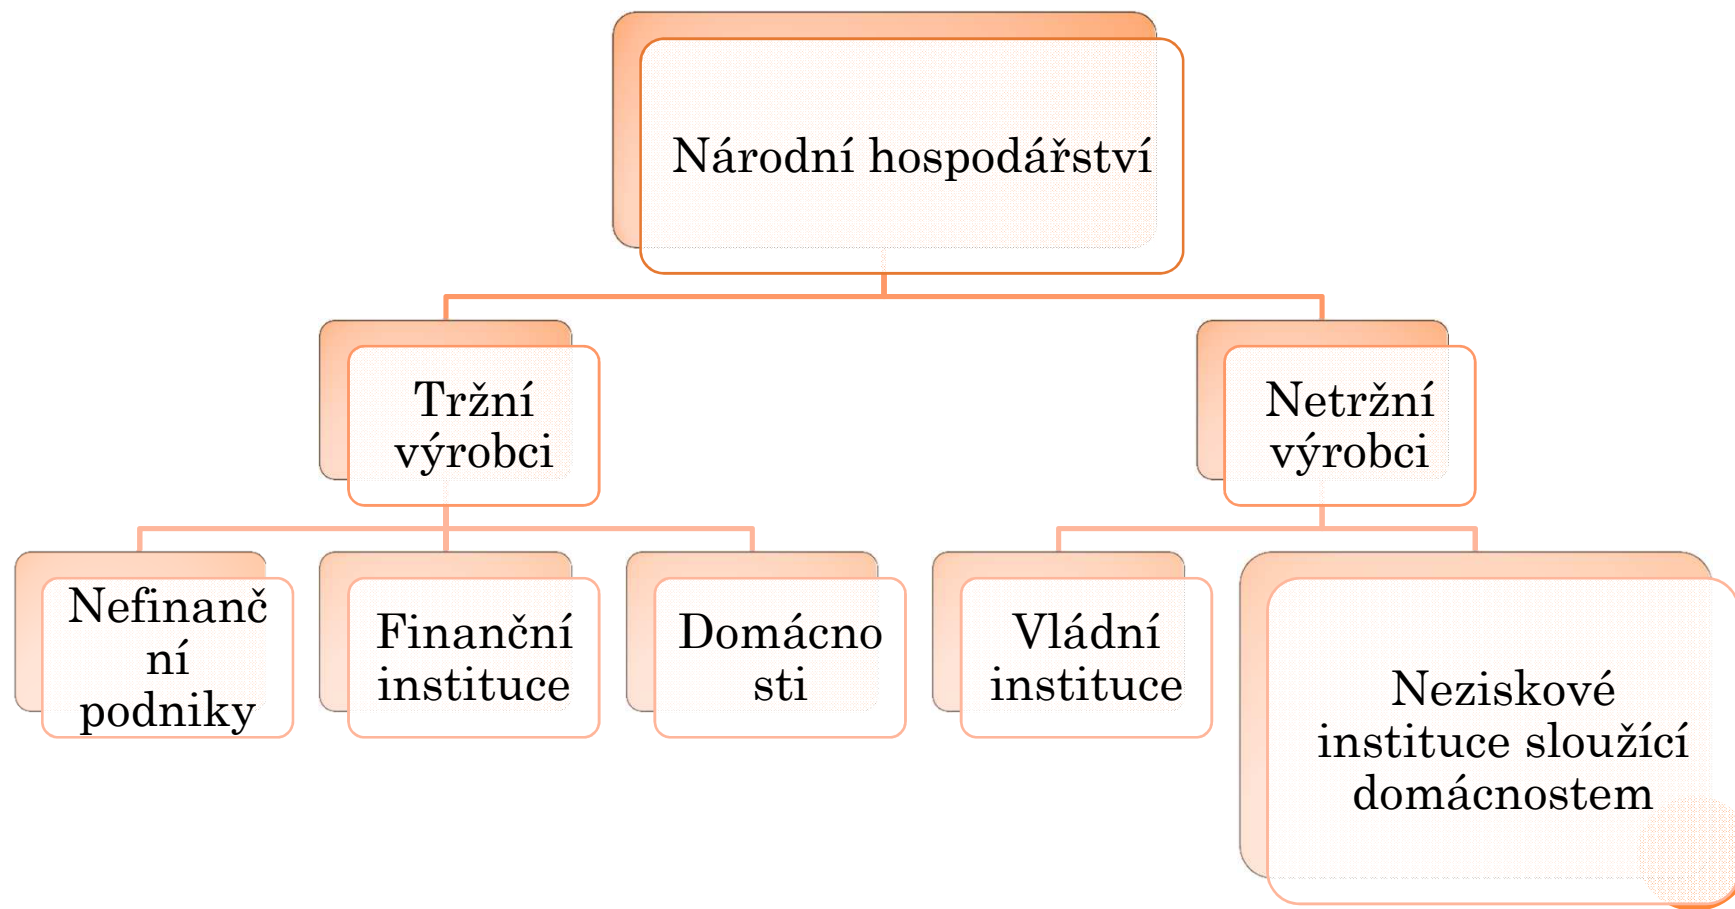 Národní hospodářství
Tržní
výrobci
Netržní
výrobci
Nefinanč
ní
podniky
Finanční
instituce
Domácno
sti
Vládní
instituce
Neziskové
instituce sloužící
domácnostem